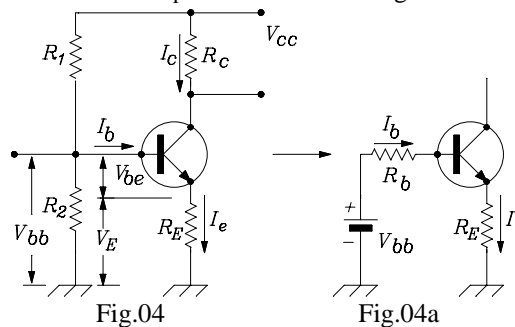 R1
Ic
Rc
Vcc
Ib
Vbe
R2
Vbb
VE
RE
Ie
Ib
Rb
+
−
Vbb
RE
I
Fig.04
Fig.04a